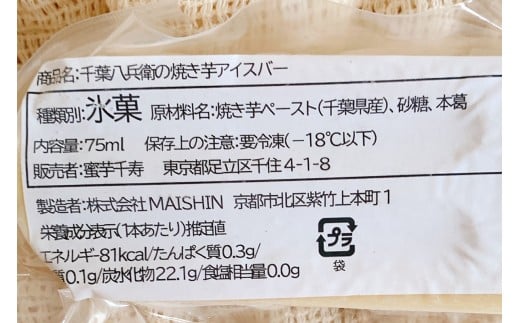 商品名:千葉八兵衛の焼き芋アイスバー
種類別:氷菓 原材料名:焼き芋ペースト(千葉県産)、砂糖、本葛
内容量:75ml 保存上の注意:要冷凍(-18℃以下)
販売者:蜜芋千寿 東京都足立区千住4-1-8
製造者:株式会社MAISHIN 京都市北区紫竹上本町1
栄養成分表示(1本あたり)推定値
エネルギー81kcal/たんぱく質0.3g/
質0.1g/炭水化物22.1g/食塩相当量0.0g
プラ
袋